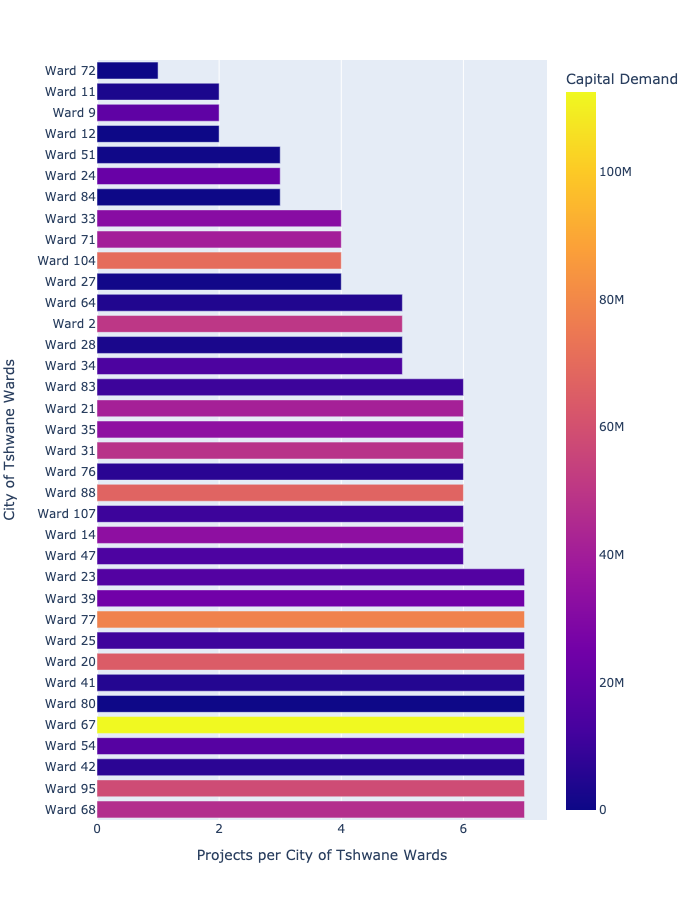 Capital Demand
Ward 72
Ward 11
Ward 9
Ward 12
Ward 51
Ward 24
Ward 84
Ward 33
Ward 71
Ward 104
Ward 27
Ward 64
Ward 2
Ward 28
Ward 34
Ward 83
Ward 21
Ward 35
Ward 31
Ward 76
Ward 88
Ward 107
Ward 14
Ward 47
Ward 23
Ward 39
Ward 77
Ward 25
Ward 20
Ward 41
Ward 80
Ward 67
Ward 54
Ward 42
Ward 95
Ward 68
City of Tshwane Wards
0 2 4 6
Projects per City of Tshwane Wards
100M
80M
60M
40M
20M
0